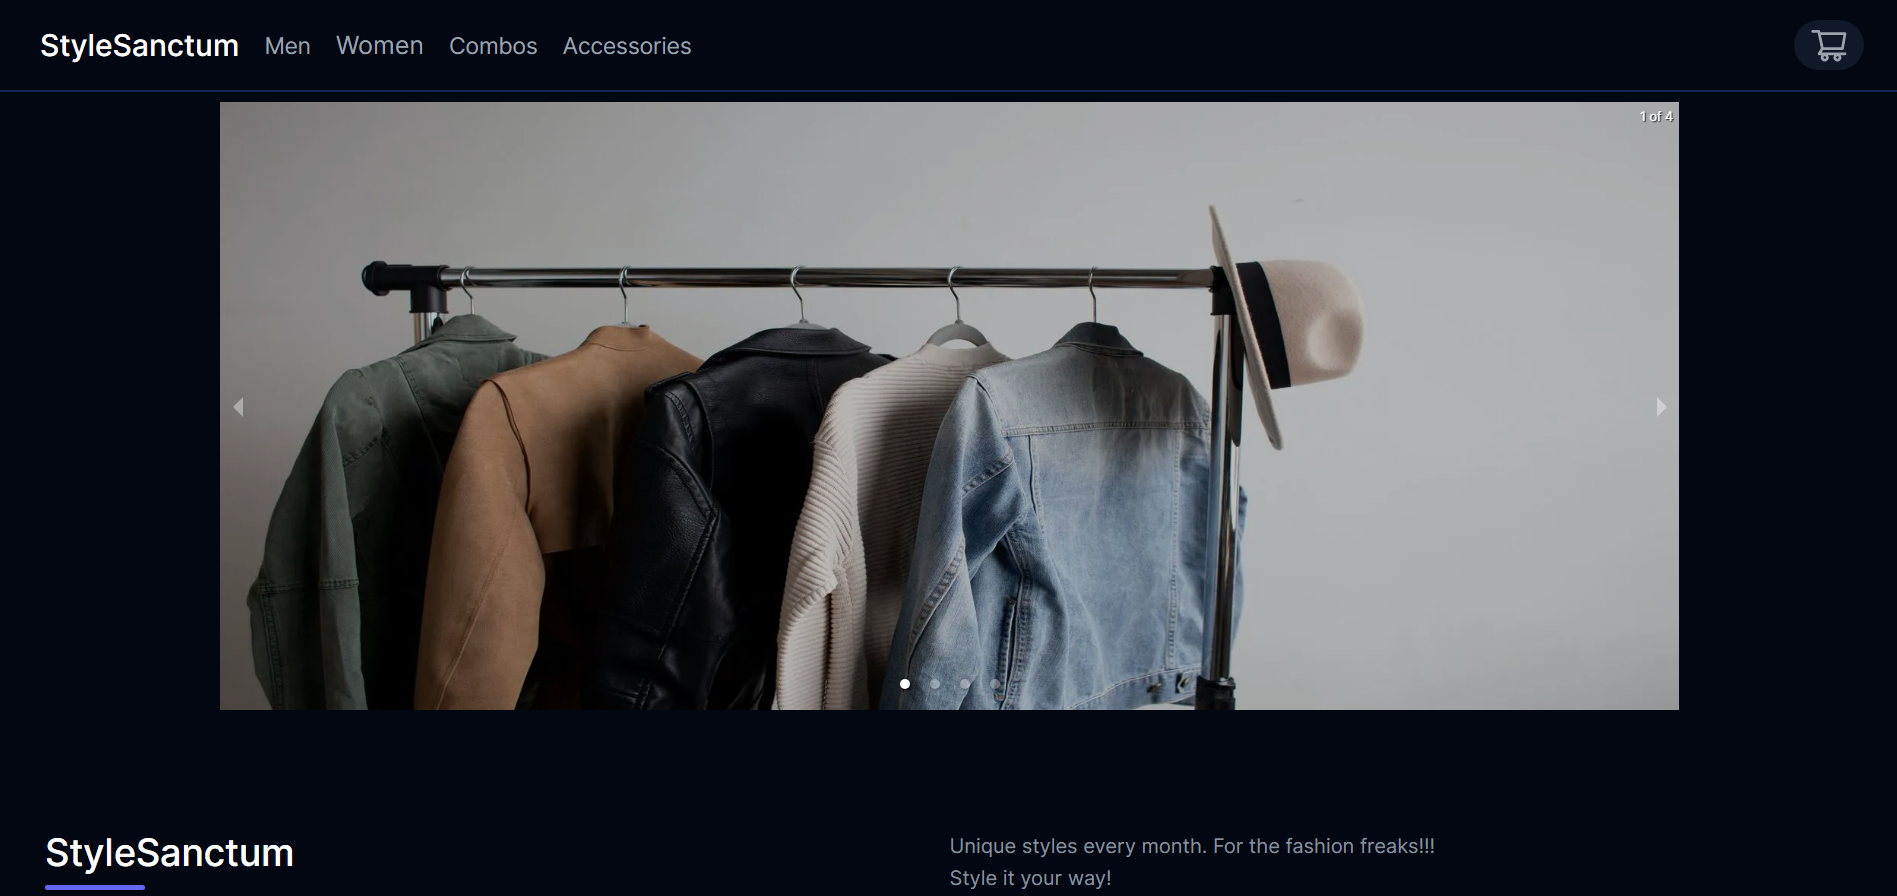 StyleSanctum Men Women Combos Accessories
1 of 4
StyleSanctum
Unique styles every month. For the fashion freaks!!!
Style it your way!